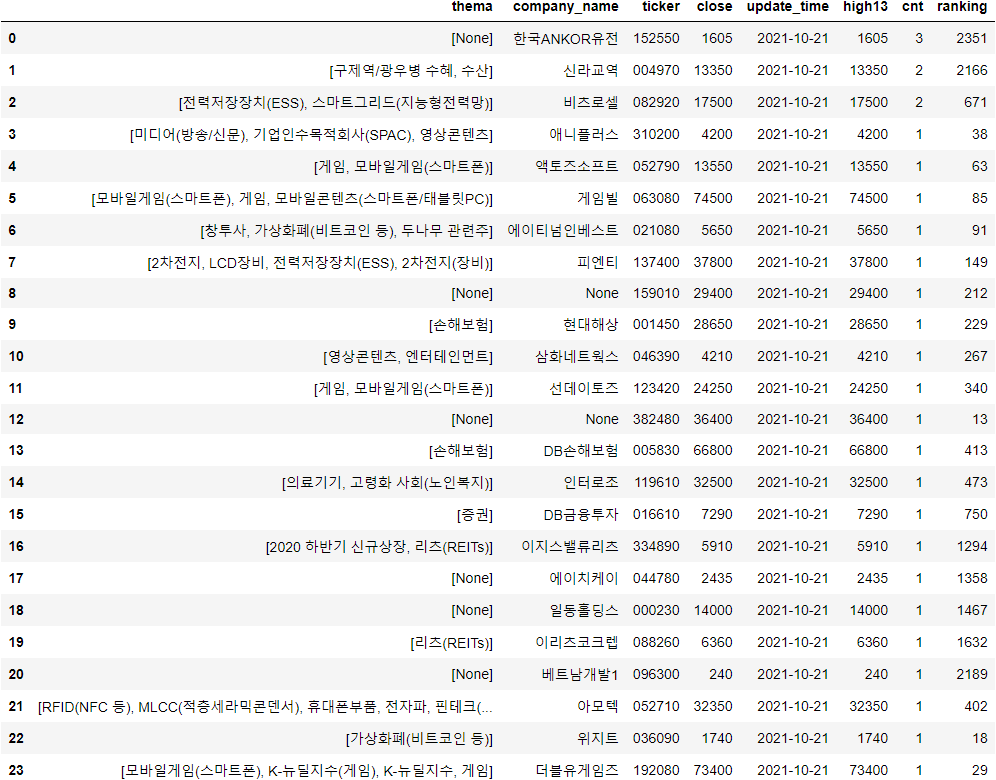 thema company_name ticker close update_time high13 cnt ranking
0 [None] 한국ANKOR유전 152550 1605 2021-10-21 1605 3 2351
1 [구제역/광우병 수혜, 수산] 신라교역 004970 13350 2021-10-21 13350 2 2166
2 [전력저장장치(ESS), 스마트그리드(지능형전력망)] 비츠로셀 082920 17500 2021-10-21 17500 2 671
3 [미디어(방송/신문), 기업인수목적회사(SPAC), 영상콘텐츠] 애니플러스 310200 4200 2021-10-21 4200 1 38
4 [게임, 모바일게임(스마트폰)] 액토즈소프트 052790 13550 2021-10-21 13550 1 63
5 [모바일게임(스마트폰), 게임, 모바일콘텐츠(스마트폰/태블릿PC)] 게임빌 063080 74500 2021-10-21 74500 1 85
6 [창투사, 가상화폐(비트코인 등), 두나무 관련주] 에이티넘인베스트 021080 5650 2021-10-21 5650 1 91
7 [2차전지, LCD장비, 전력저장장치(ESS), 2차전지(장비)] 피엔티 137400 37800 2021-10-21 37800 1 149
8 [None] None 159010 29400 2021-10-21 29400 1 212
9 [손해보험] 현대해상 001450 28650 2021-10-21 28650 1 229
10 [영상콘텐츠, 엔터테인먼트] 삼화네트웍스 046390 4210 2021-10-21 4210 1 267
11 [게임, 모바일게임(스마트폰)] 선데이토즈 123420 24250 2021-10-21 24250 1 340
12 [None] None 382480 36400 2021-10-21 36400 1 13
13 [손해보험] DB손해보험 005830 66800 2021-10-21 66800 1 413
14 [의료기기, 고령화 사회(노인복지)] 인터로조 119610 32500 2021-10-21 32500 1 473
15 [증권] DB금융투자 016610 7290 2021-10-21 7290 1 750
16 [2020 하반기 신규상장, 리츠(REITs)] 이지스밸류리츠 334890 5910 2021-10-21 5910 1 1294
17 [None] 에이치케이 044780 2435 2021-10-21 2435 1 1358
18 [None] 일동홀딩스 000230 14000 2021-10-21 14000 1 1467
19 [리츠(REITs)] 이리츠코크렙 088260 6360 2021-10-21 6360 1 1632
20 [None] 베트남개발1 096300 240 2021-10-21 240 1 2189
21 [RFID(NFC 등), MLCC(적층세라믹콘덴서), 휴대폰부품, 전자파, 핀테크(... 아모텍 052710 32350 2021-10-21 32350 1 402
22 [가상화폐(비트코인 등)] 위지트 036090 1740 2021-10-21 1740 1 18
23 [모바일게임(스마트폰), K-뉴딜지수(게임), K-뉴딜지수, 게임] 더블유게임즈 192080 73400 2021-10-21 73400 1 29